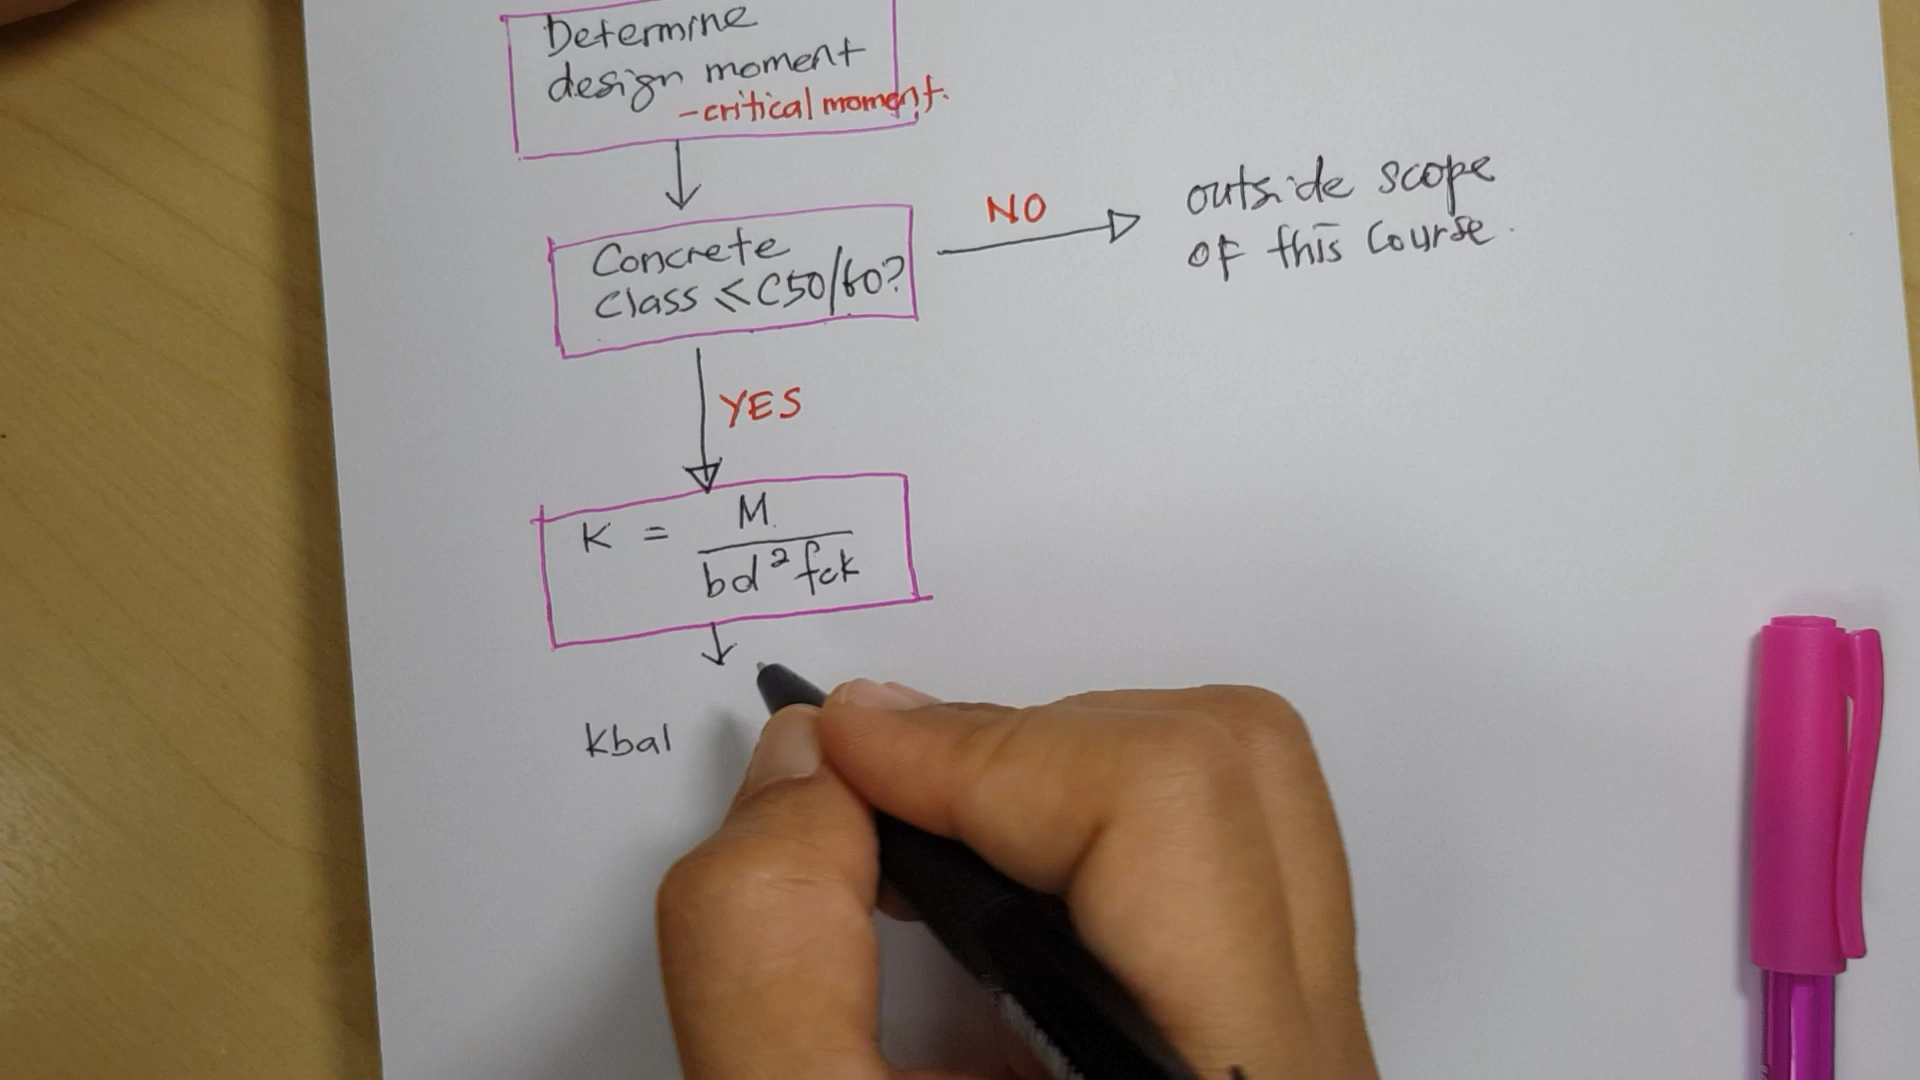 Determine
design moment
-critical moment.
Concrete
class ≤ C50/60?
NO
outside scope
of this course.
YES
K = M / bd²fck
kbal